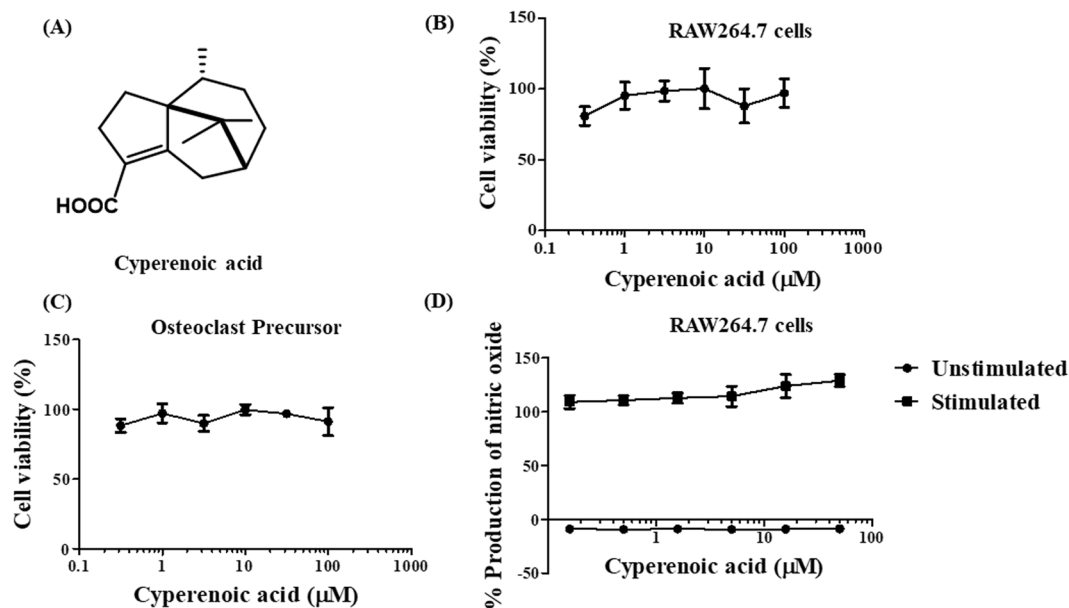 (A)
HOOC
Cyperenoic acid
(B)
RAW264.7 cells
Cell viability (%)
150
100
50
0
0.1
1
10
100
1000
Cyperenoic acid (μM)
(C)
Osteoclast Precursor
Cell viability (%)
150
100
50
0
0.1
1
10
100
1000
Cyperenoic acid (μM)
(D)
RAW264.7 cells
% Production of nitric oxide
150
100
50
0
-50
1
10
100
Cyperenoic acid (μM)
Unstimulated
Stimulated